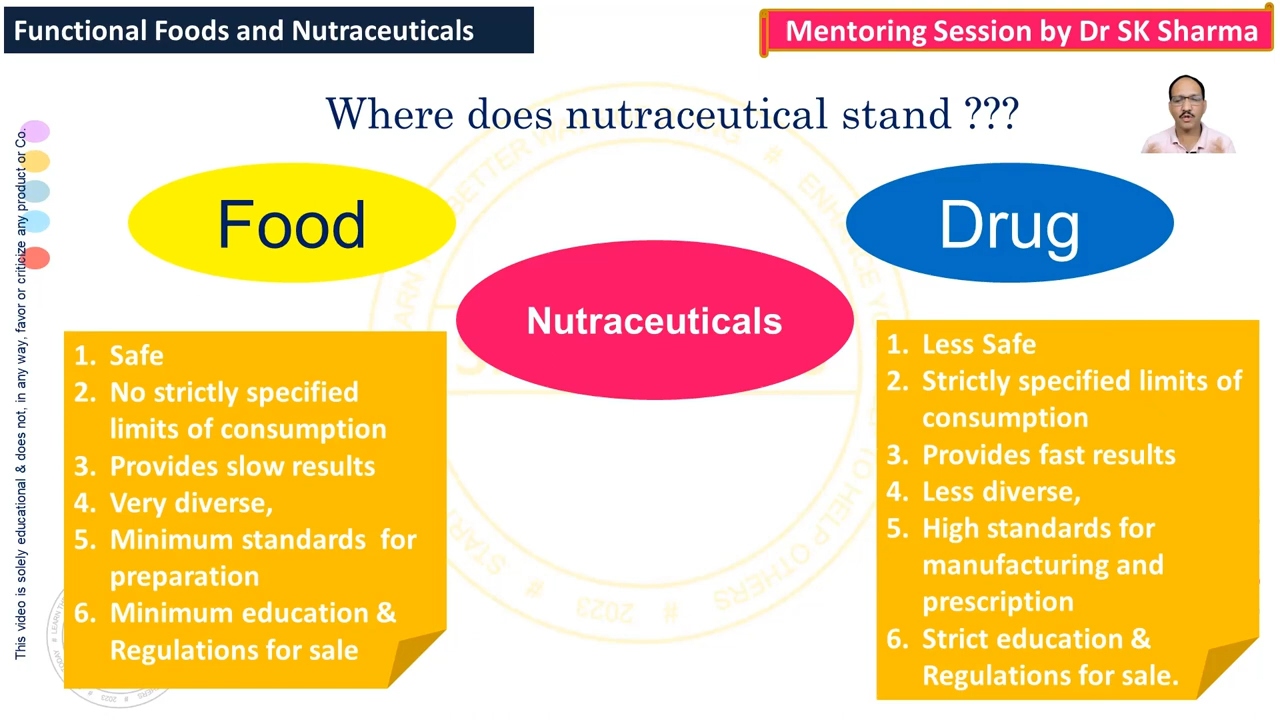 Functional Foods and Nutraceuticals
Mentoring Session by Dr SK Sharma
Where does nutraceutical stand ???
Food
Drug
Nutraceuticals
1. Safe
2. No strictly specified
limits of consumption
3. Provides slow results
4. Very diverse,
5. Minimum standards for
preparation
6. Minimum education &
Regulations for sale
1. Less Safe
2. Strictly specified limits of
consumption
3. Provides fast results
4. Less diverse,
5. High standards for
manufacturing and
prescription
6. Strict education &
Regulations for sale.
This video is solely educational & does not, in any way, favor or criticize any product or Co.